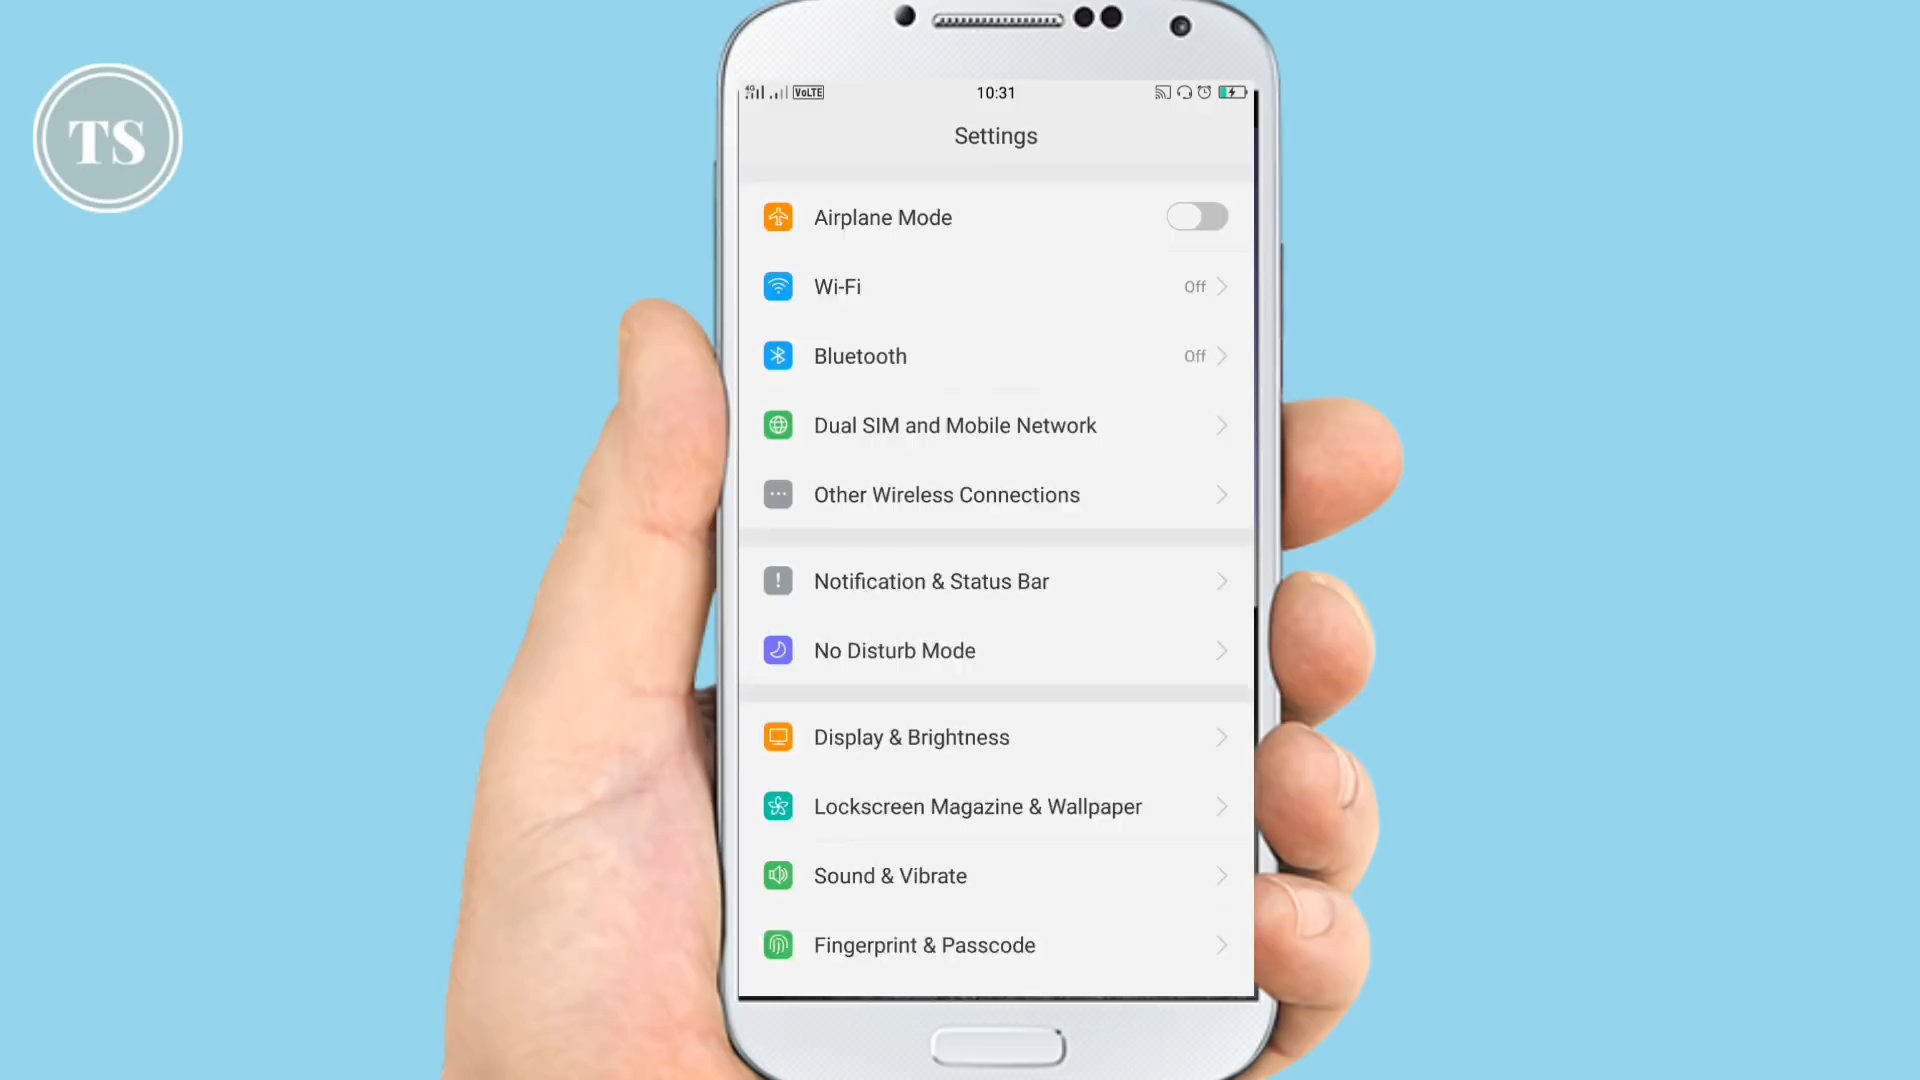 TS
4G VoLTE 10:31
Settings
Airplane Mode
Wi-Fi Off
Bluetooth Off
Dual SIM and Mobile Network
Other Wireless Connections
Notification & Status Bar
No Disturb Mode
Display & Brightness
Lockscreen Magazine & Wallpaper
Sound & Vibrate
Fingerprint & Passcode